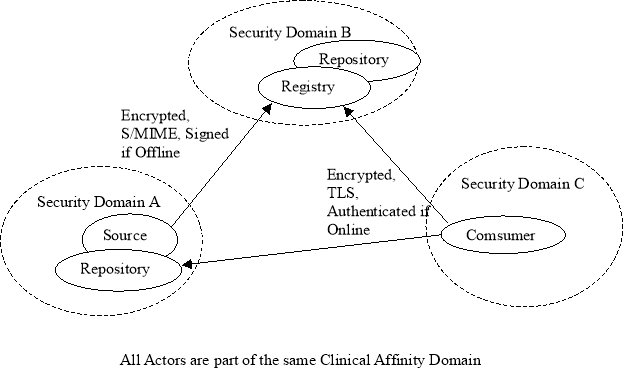 Security Domain B
Repository
Registry
Encrypted,
S/MIME, Signed
if Offline
Encrypted,
TLS,
Authenticated if
Online
Security Domain C
Comsumer
Security Domain A
Source
Repository
All Actors are part of the same Clinical Affinity Domain